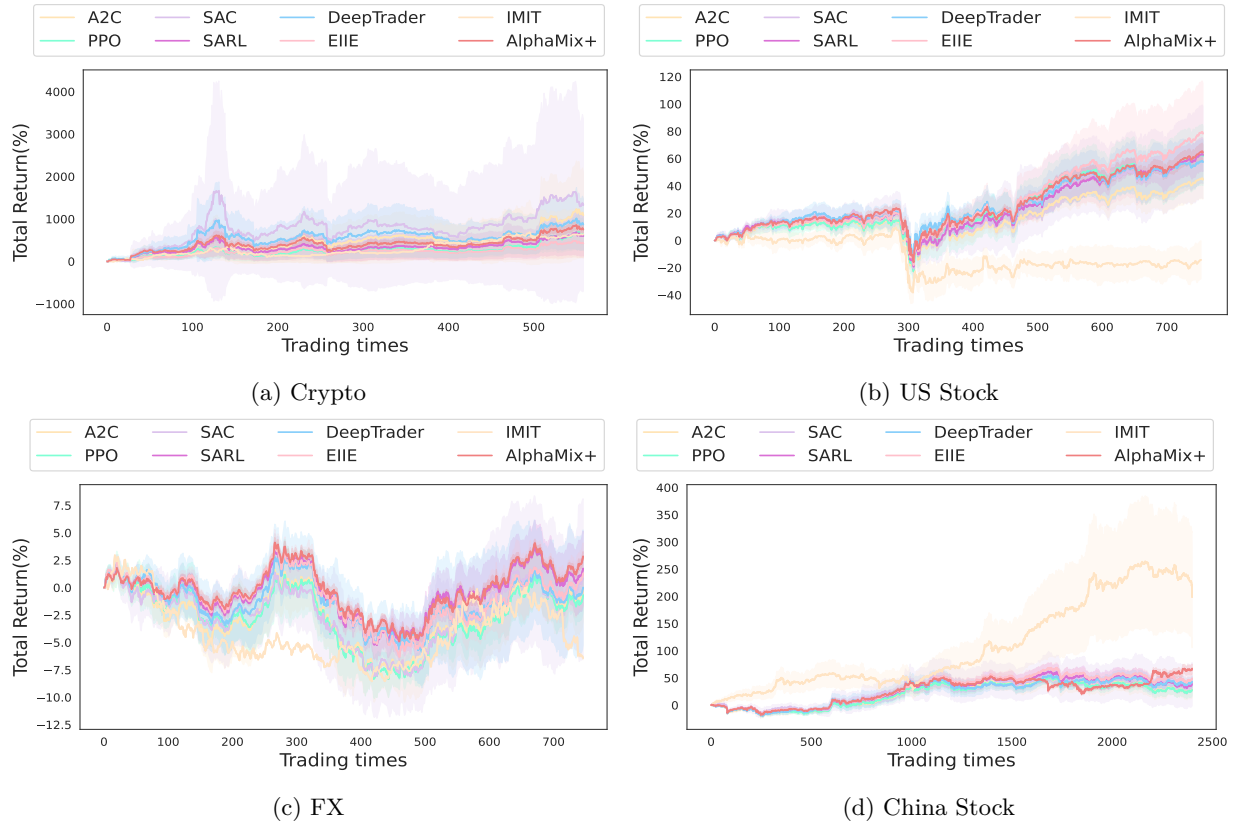 A2C SAC DeepTrader IMIT
PPO SARL EIIE AlphaMix+
Total Return(%)
4000
3000
2000
1000
0
−1000
0 100 200 300 400 500
Trading times
(a) Crypto
A2C SAC DeepTrader IMIT
PPO SARL EIIE AlphaMix+
Total Return(%)
120
100
80
60
40
20
0
−20
−40
0 100 200 300 400 500 600 700
Trading times
(b) US Stock
A2C SAC DeepTrader IMIT
PPO SARL EIIE AlphaMix+
Total Return(%)
7.5
5.0
2.5
0.0
−2.5
−5.0
−7.5
−10.0
−12.5
0 100 200 300 400 500 600 700
Trading times
(c) FX
A2C SAC DeepTrader IMIT
PPO SARL EIIE AlphaMix+
Total Return(%)
400
350
300
250
200
150
100
50
0
0 500 1000 1500 2000 2500
Trading times
(d) China Stock